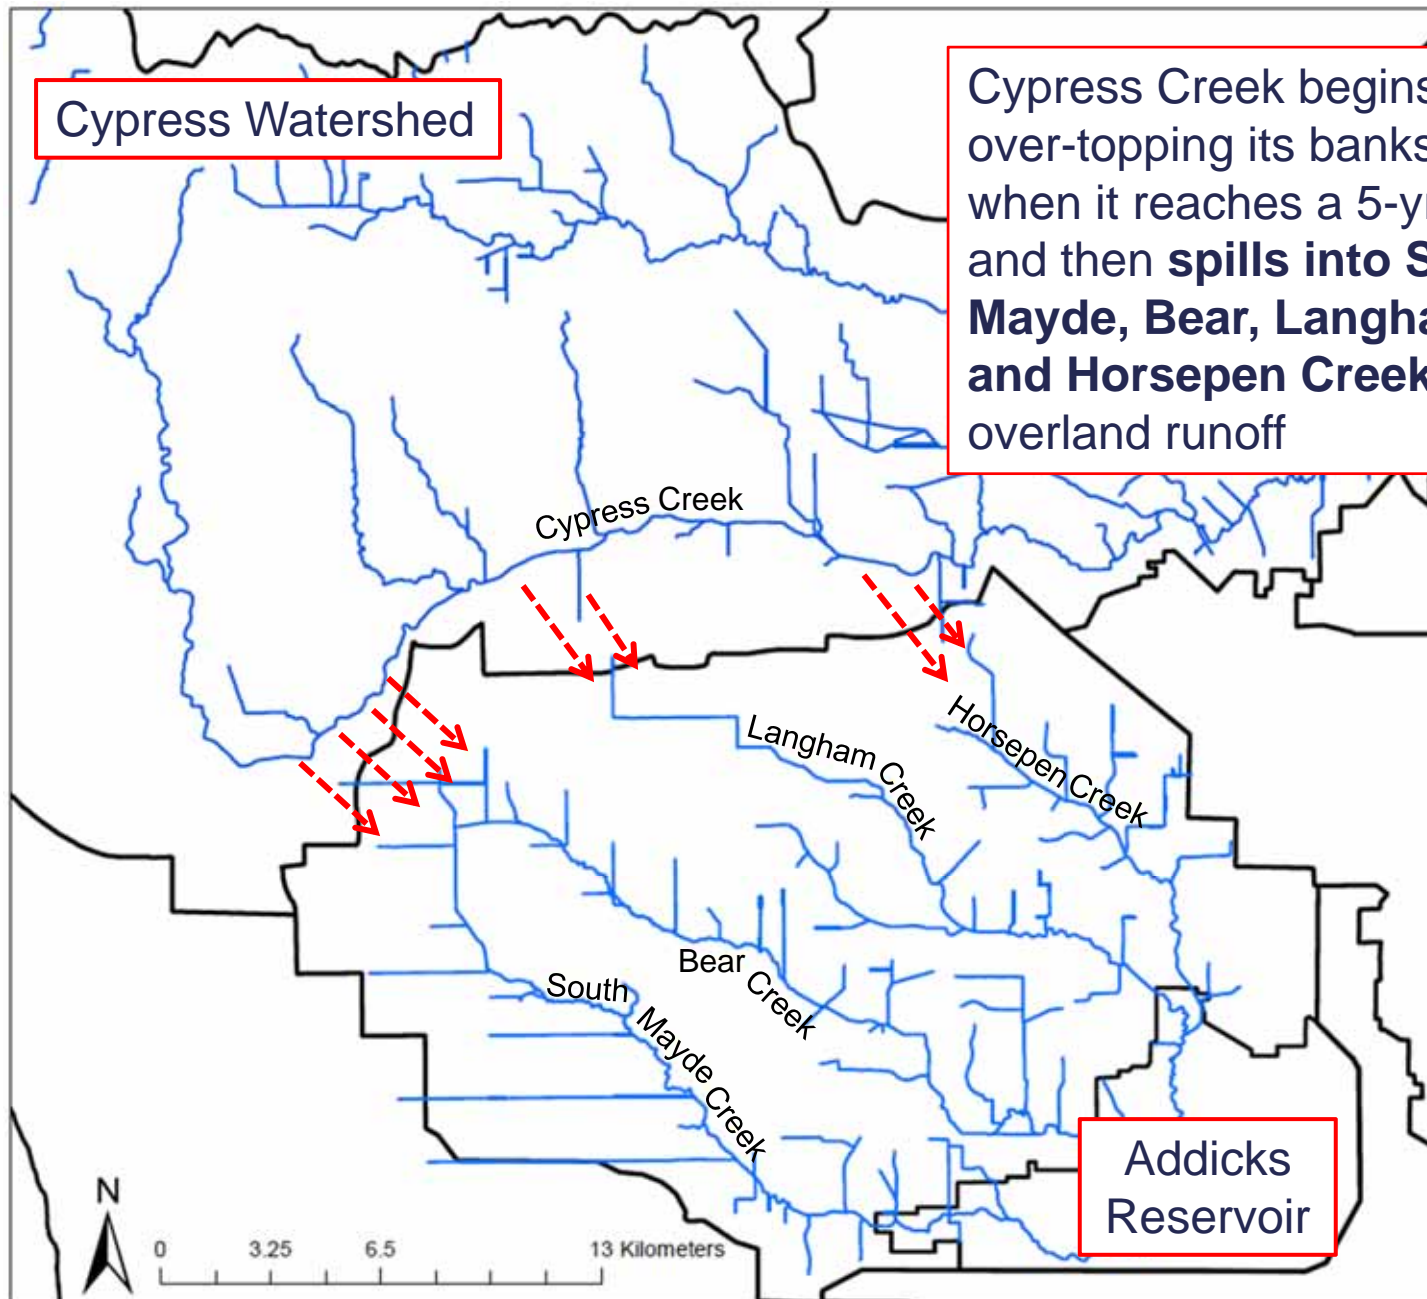 Cypress Watershed
Cypress Creek begins
over-topping its banks
when it reaches a 5-yr
and then spills into S
Mayde, Bear, Langha
and Horsepen Creek
overland runoff
Cypress Creek
Horsepen Creek
Langham Creek
Bear Creek
South Mayde Creek
Addicks
Reservoir
N
0 3.25 6.5 13 Kilometers